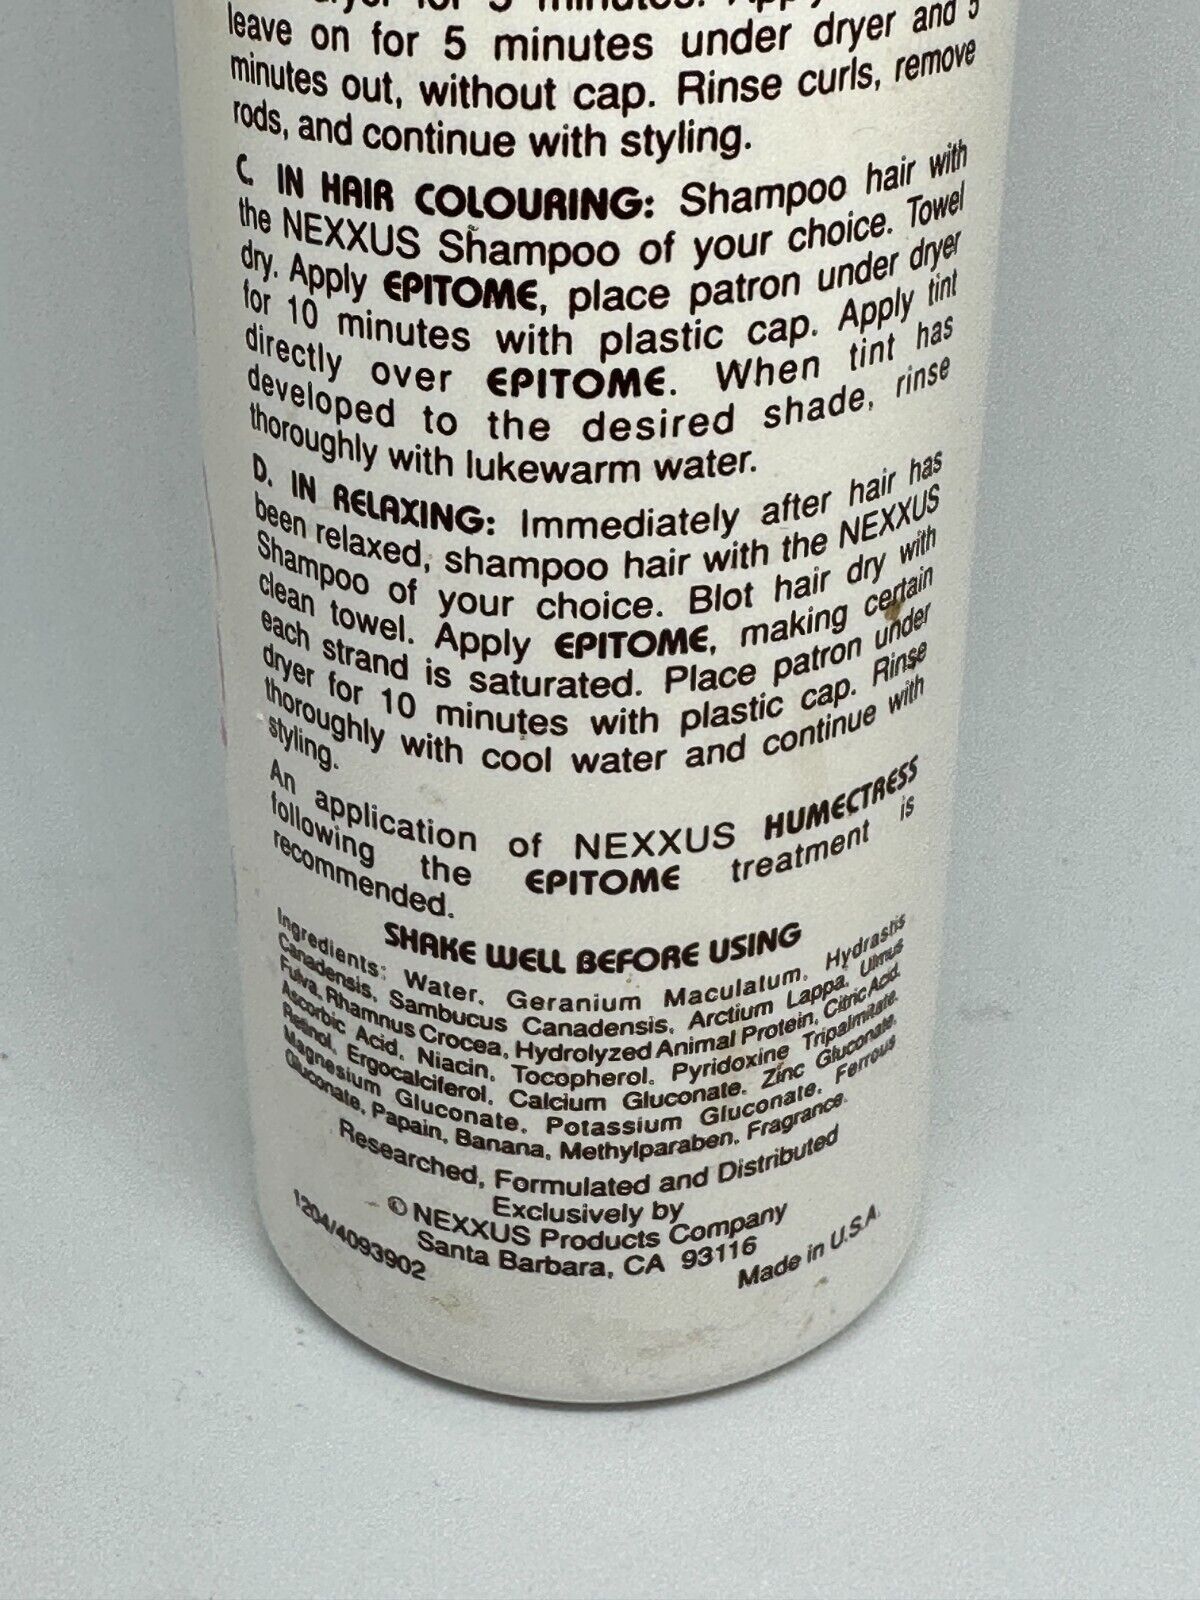 dryer for 5 minutes.
leave on for 5 minutes under dryer and 5
minutes out, without cap. Rinse curls, remove
rods, and continue with styling.
C. IN HAIR COLOURING: Shampoo hair with
the NEXXUS Shampoo of your choice. Towel
dry. Apply EPITOME, place patron under dryer
for 10 minutes with plastic cap. Apply tint
directly over EPITOME. When tint has
developed to the desired shade, rinse
thoroughly with lukewarm water.
D. IN RELAXING: Immediately after hair has
been relaxed, shampoo hair with the NEXXUS
Shampoo of your choice. Blot hair dry with
clean towel. Apply EPITOME, making certain
each strand is saturated. Place patron under
dryer for 10 minutes with plastic cap. Rinse
thoroughly with cool water and continue with
styling.
An application of NEXXUS HUMECTRESS
following the EPITOME treatment is
recommended.
SHAKE WELL BEFORE USING
Ingredients: Water, Geranium Maculatum, Hydrastis
Canadensis, Sambucus Canadensis, Arctium Lappa, Ulmus
Fulva, Rhamnus Crocea, Hydrolyzed Animal Protein, Citric Acid,
Ascorbic Acid, Niacin, Tocopherol, Pyridoxine Tripalmitate,
Retinol, Ergocalciferol, Calcium Gluconate, Zinc Gluconate,
Magnesium Gluconate, Potassium Gluconate, Ferrous
Gluconate, Papain, Banana, Methylparaben, Fragrance.
Researched, Formulated and Distributed
Exclusively by
© NEXXUS Products Company
Santa Barbara, CA 93116
1204/4093902
Made in U.S.A.